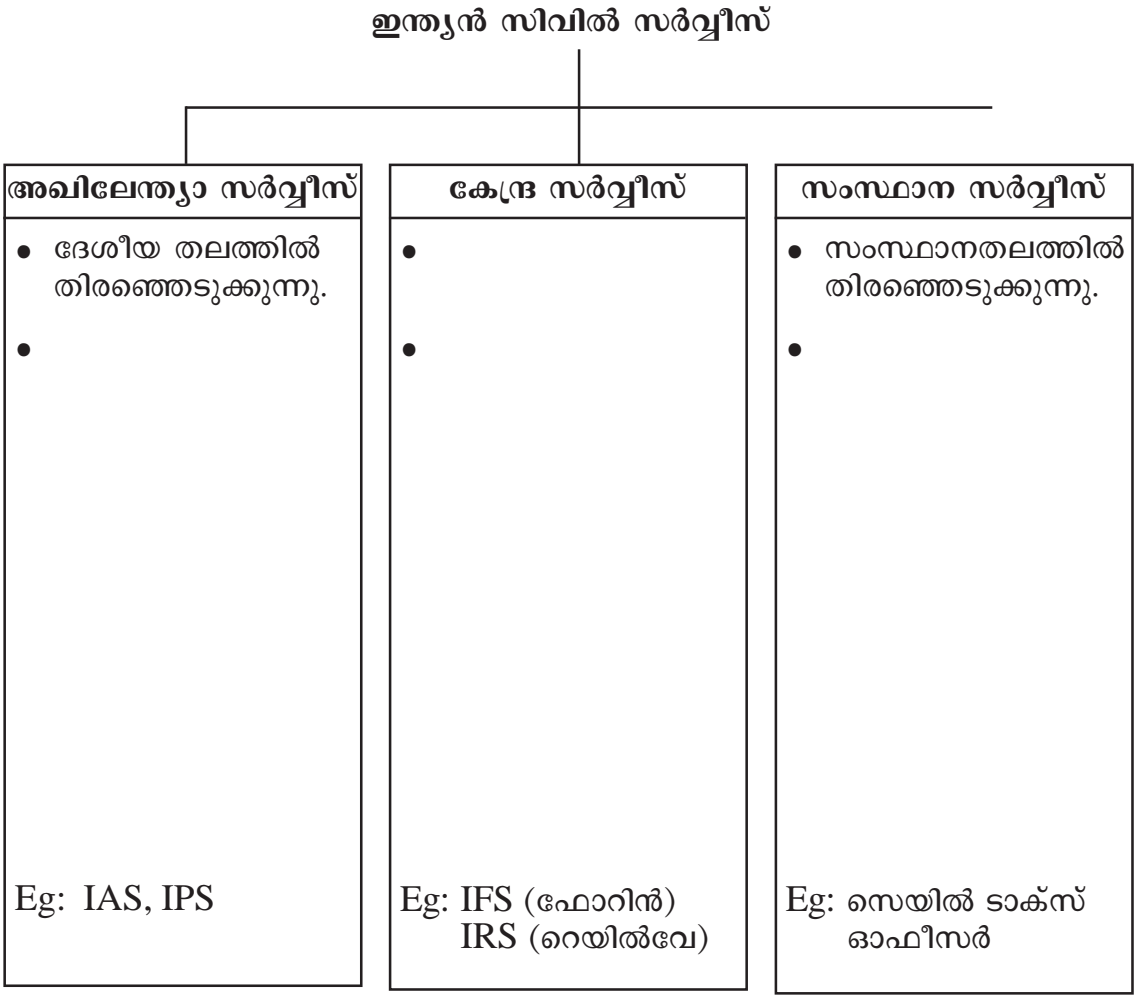 ഇന്ത്യൻ സിവിൽ സർവ്വീസ്
അഖിലേന്ത്യാ സർവ്വീസ്
• ദേശീയ തലത്തിൽ
തിരഞ്ഞെടുക്കുന്നു.
•
Eg: IAS, IPS
കേന്ദ്ര സർവ്വീസ്
•
•
Eg: IFS (ഫോറിൻ)
IRS (റെയിൽവേ)
സംസ്ഥാന സർവ്വീസ്
• സംസ്ഥാനതലത്തിൽ
തിരഞ്ഞെടുക്കുന്നു.
•
Eg: സെയിൽ ടാക്സ്
ഓഫീസർ